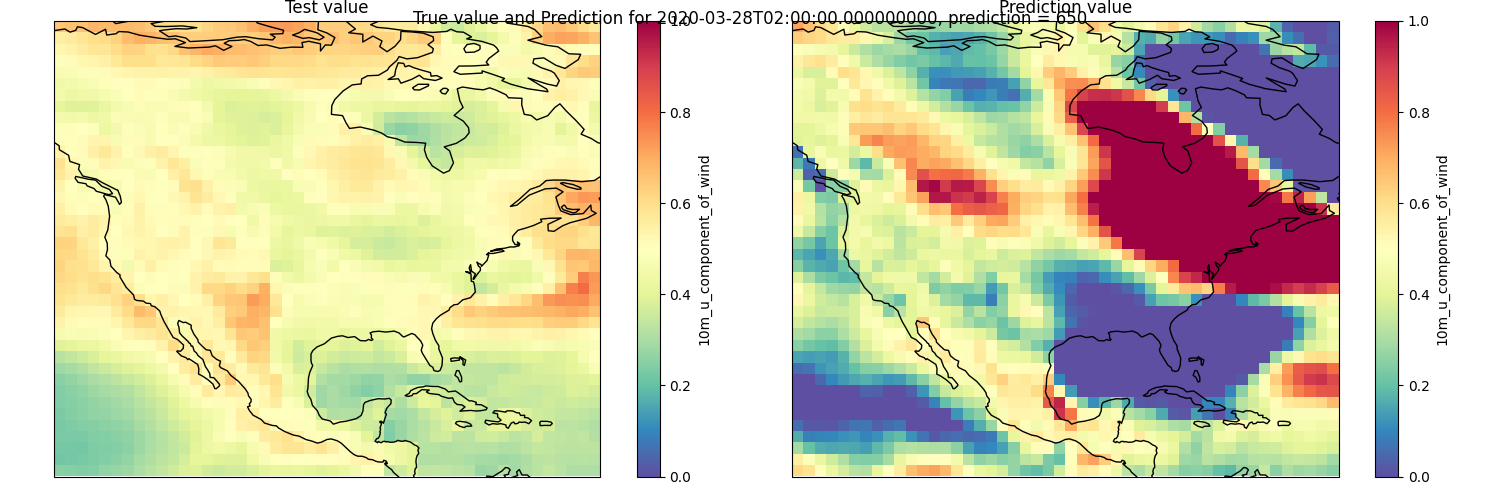 Test value
Prediction value
True value and Prediction for 2020-03-28T02:00:00.000000000, prediction = 650
1.0
0.8
0.6
0.4
0.2
0.0
10m_u_component_of_wind
1.0
0.8
0.6
0.4
0.2
0.0
10m_u_component_of_wind